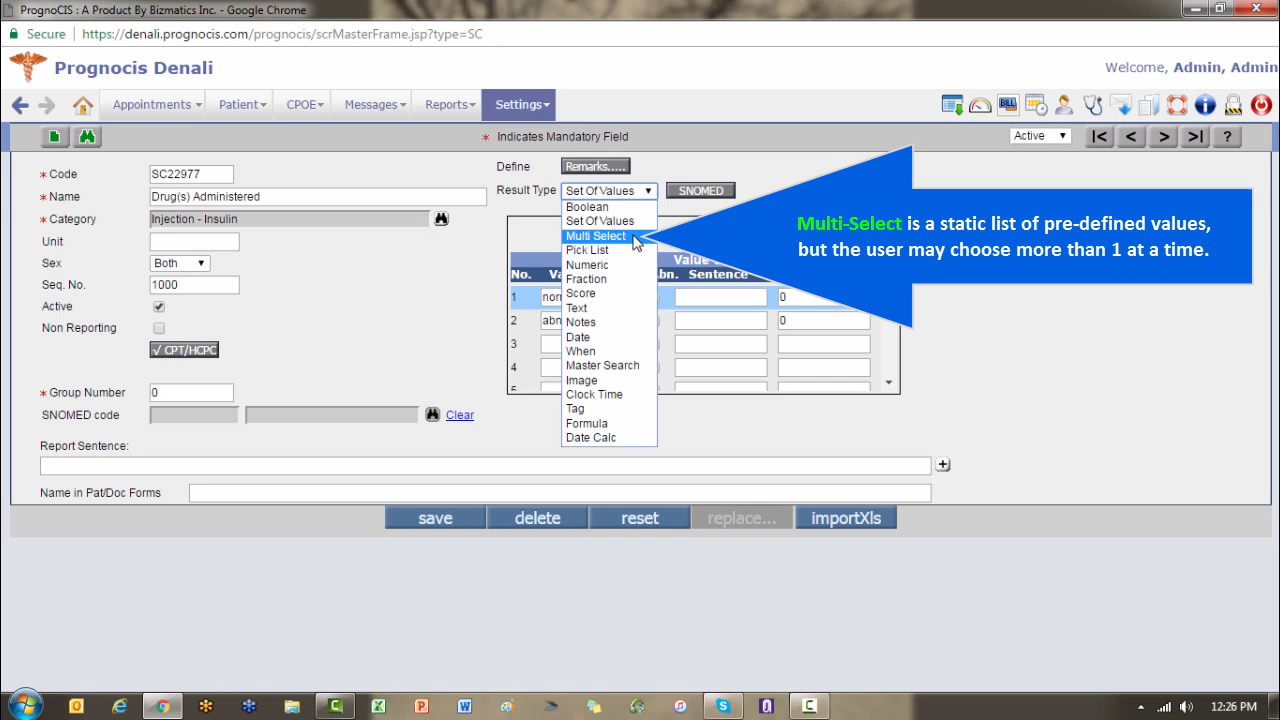 PrognoCIS : A Product By Bizmatics Inc. - Google Chrome
Secure https://denali.prognocis.com/prognocis/scrMasterFrame.jsp?type=SC
Prognocis Denali
Welcome, Admin, Admin
Appointments Patient CPOE Messages Reports Settings
BILL
* Indicates Mandatory Field
Active
?
* Code SC22977
Define Remarks.....
* Name Drug(s) Administered
Result Type Set Of Values SNOMED
* Category Injection - Insulin
Unit
Sex Both
* Seq. No. 1000
Active
Non Reporting
√ CPT/HCPC
* Group Number 0
SNOMED code Clear
Boolean
Set Of Values
Multi Select
Pick List
Numeric
Fraction
Score
Text
Notes
Date
When
Master Search
Image
Clock Time
Tag
Formula
Date Calc
No. Sentence
1 0
2 abn 0
3
4
Multi-Select is a static list of pre-defined values,
but the user may choose more than 1 at a time.
Report Sentence:
Name in Pat/Doc Forms
save delete reset replace... importXls
12:26 PM